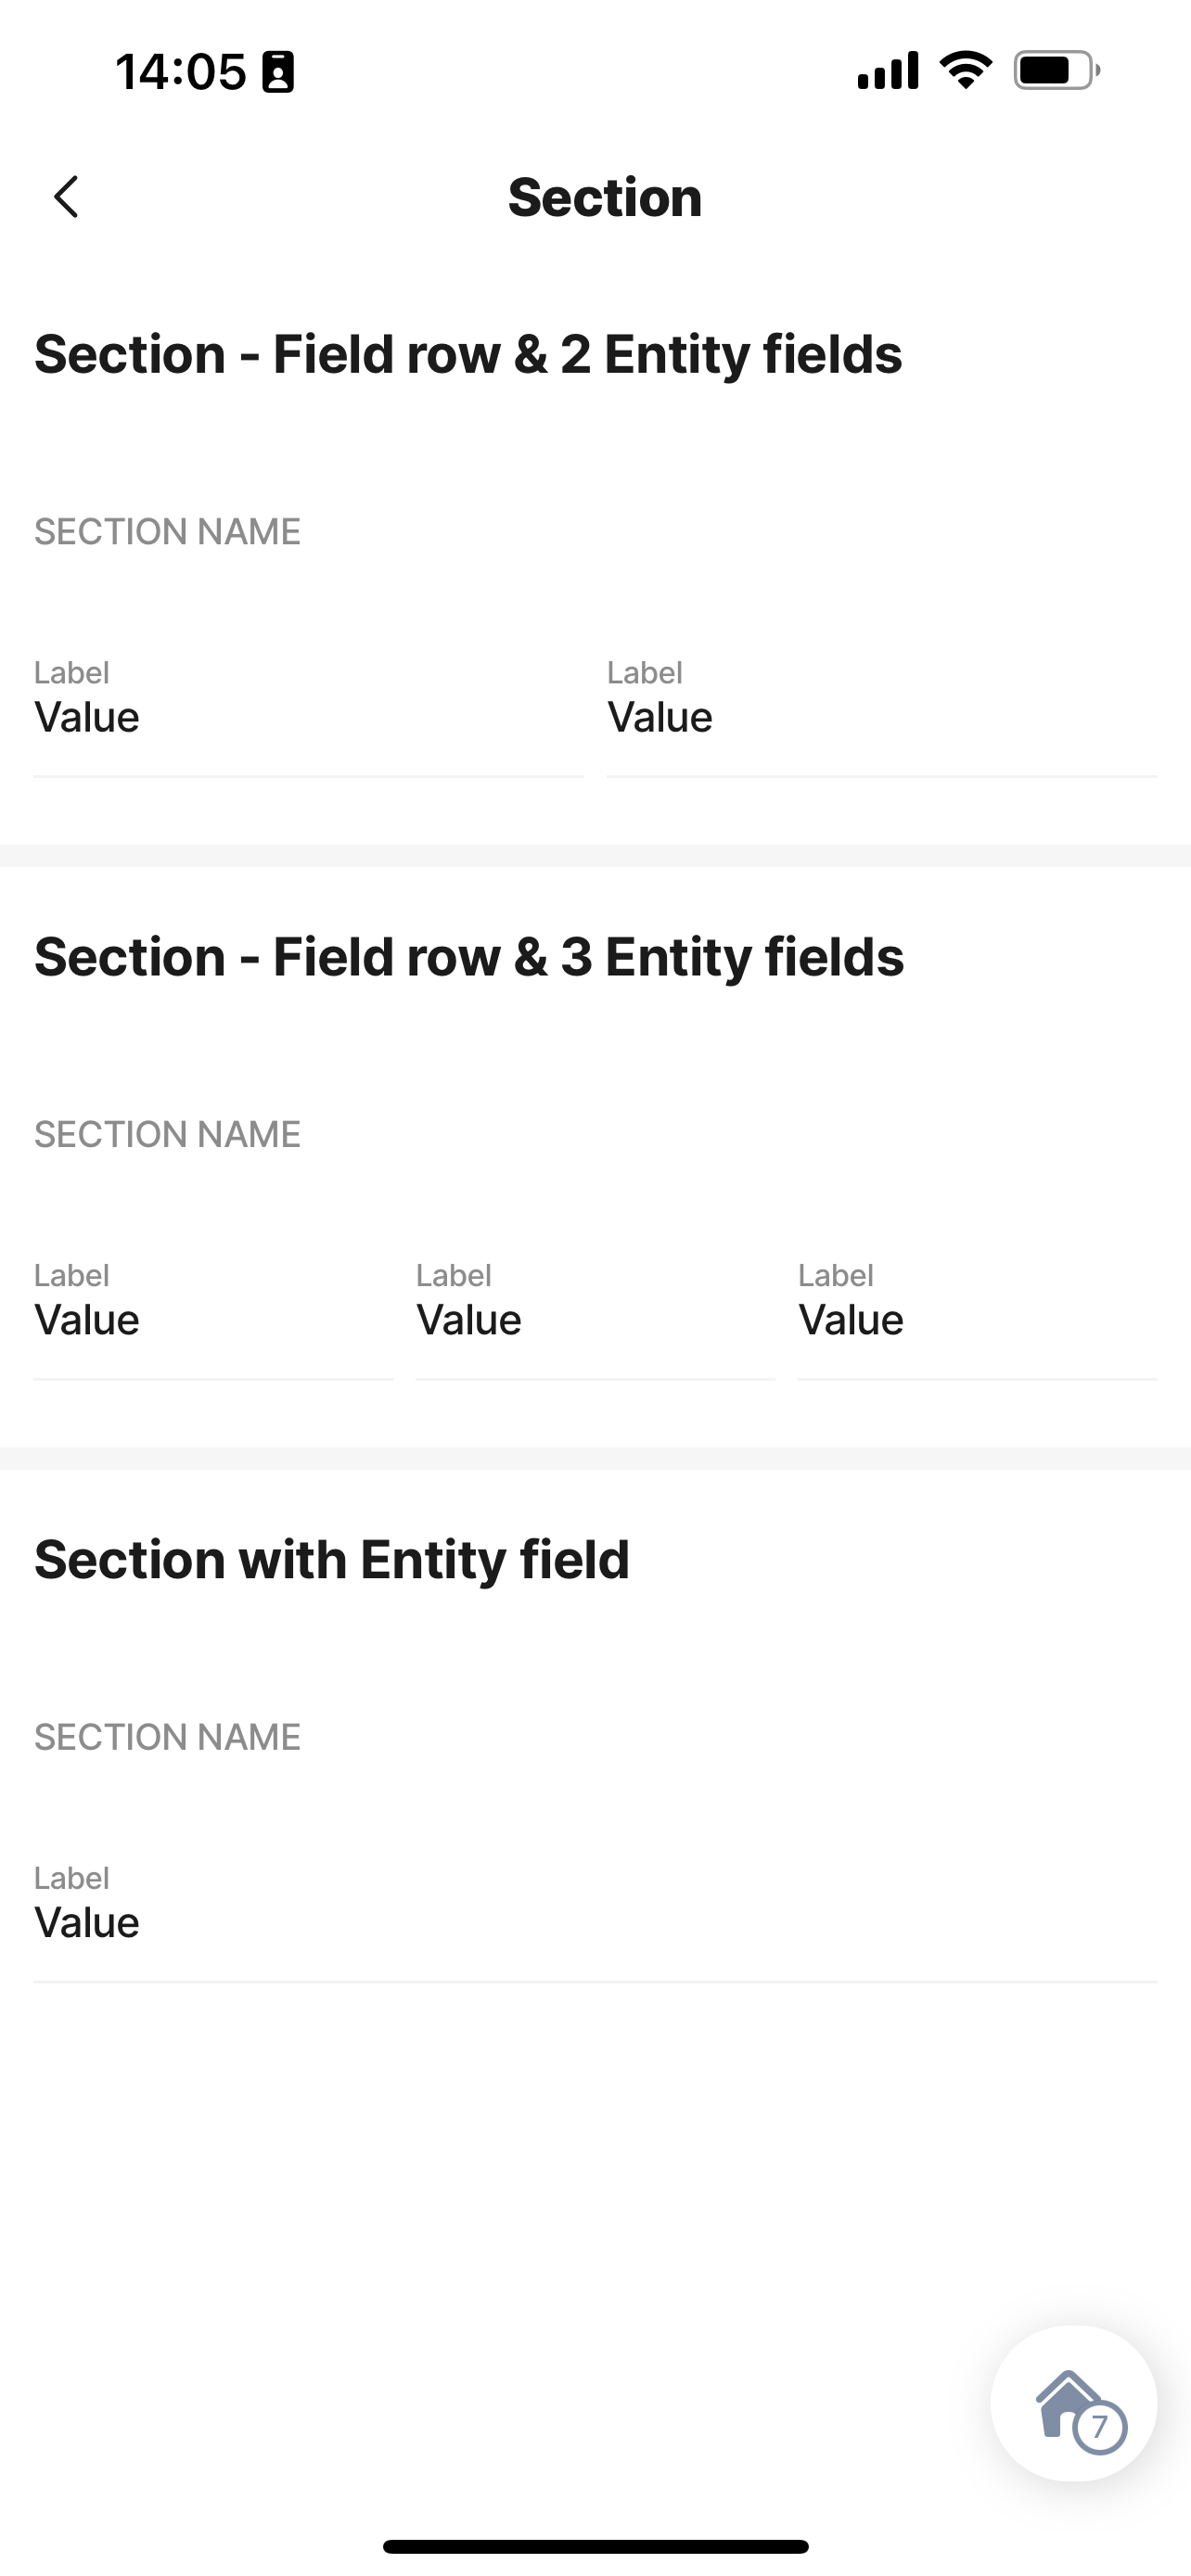 14:05
Section
Section - Field row & 2 Entity fields
SECTION NAME
Label Label
Value Value
Section - Field row & 3 Entity fields
SECTION NAME
Label Label Label
Value Value Value
Section with Entity field
SECTION NAME
Label
Value
7